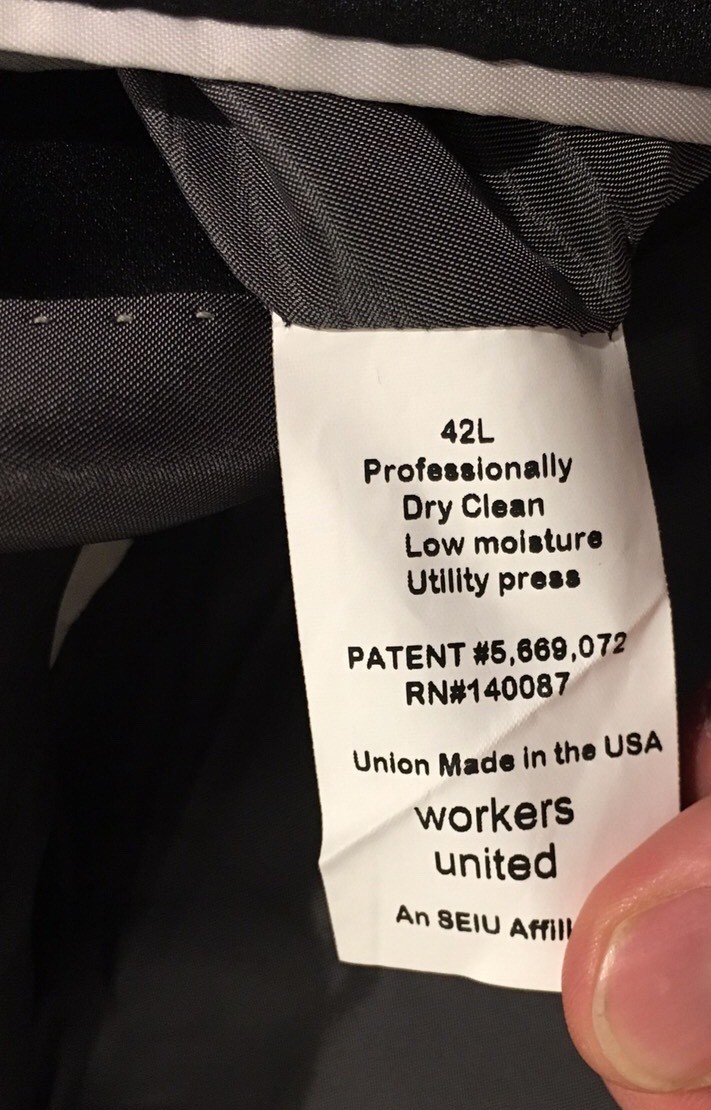 42L
Professionally
Dry Clean
Low moisture
Utility press
PATENT #5,669,072
RN#140087
Union Made in the USA
workers
united
An SEIU